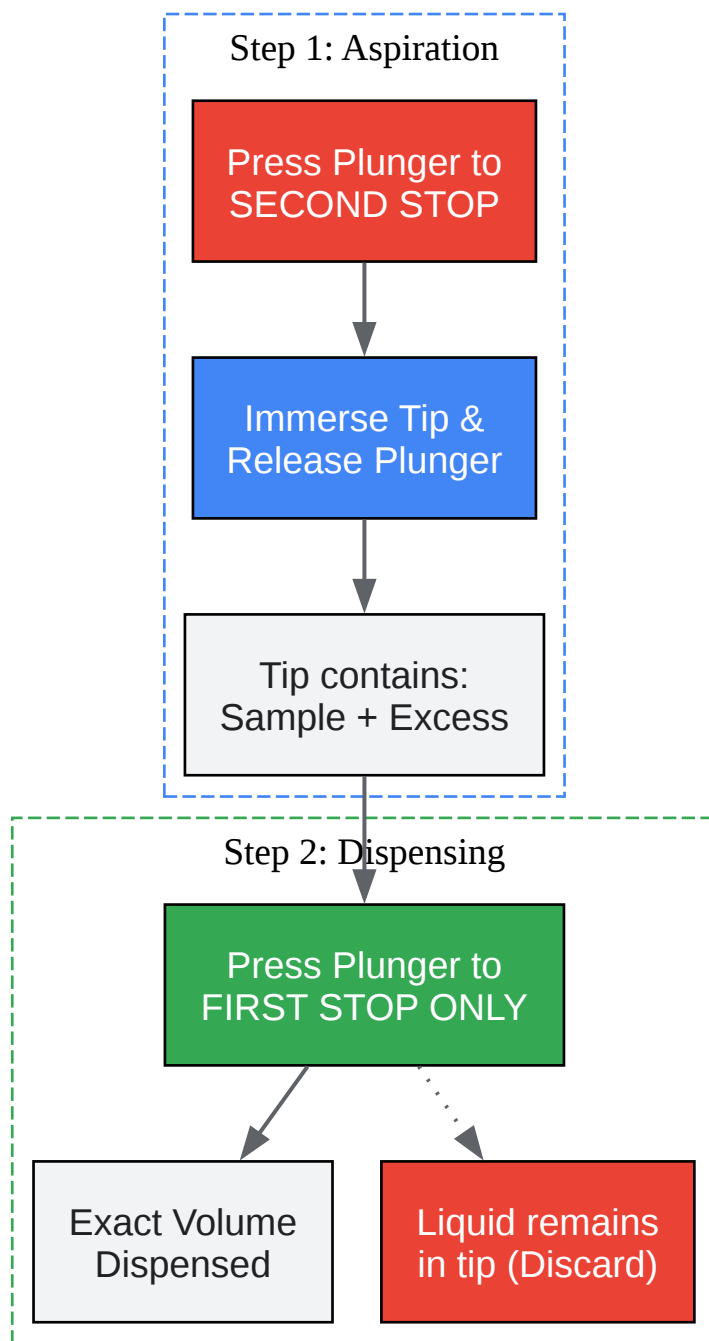 Step 1: Aspiration
Press Plunger to
SECOND STOP
Immerse Tip &
Release Plunger
Tip contains:
Sample + Excess
Step 2: Dispensing
Press Plunger to
FIRST STOP ONLY
Exact Volume
Dispensed
Liquid remains
in tip (Discard)